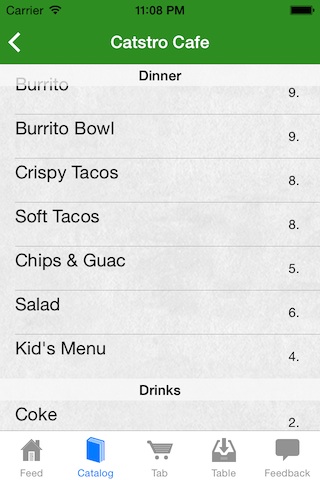 Carrier 11:08 PM
Catstro Cafe
Dinner
Burrito 9.
Burrito Bowl 9.
Crispy Tacos 8.
Soft Tacos 8.
Chips & Guac 5.
Salad 6.
Kid's Menu 4.
Drinks
Coke 2.
Feed Catalog Tab Table Feedback